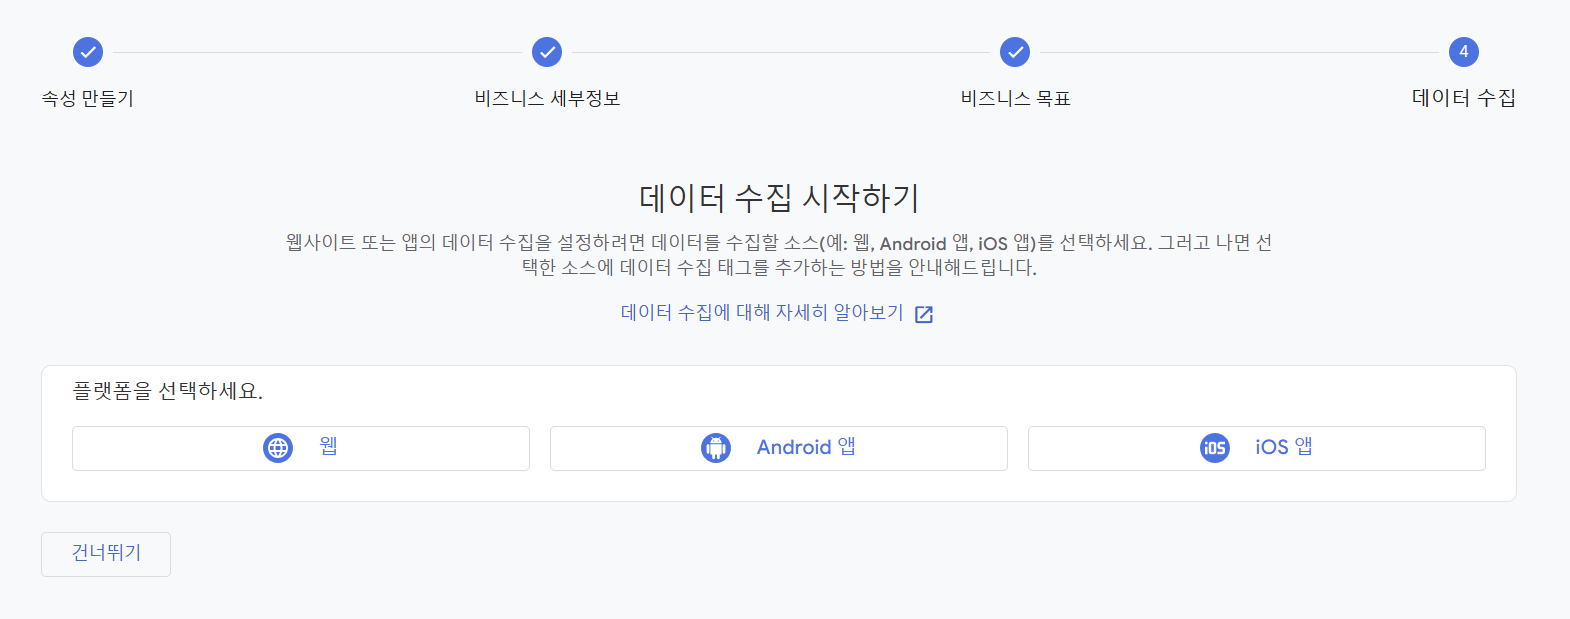 4
속성 만들기
비즈니스 세부정보
비즈니스 목표
데이터 수집
데이터 수집 시작하기
웹사이트 또는 앱의 데이터 수집을 설정하려면 데이터를 수집할 소스(예: 웹, Android 앱, iOS 앱)를 선택하세요. 그러고 나면 선
택한 소스에 데이터 수집 태그를 추가하는 방법을 안내해드립니다.
데이터 수집에 대해 자세히 알아보기
플랫폼을 선택하세요.
웹
Android 앱
iOS iOS 앱
건너뛰기